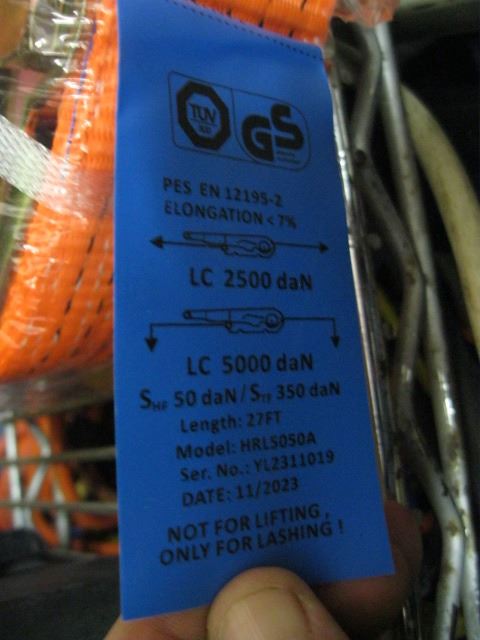 TUV
GS
PES EN 12195-2
ELONGATION <7%
LC 2500 daN
LC 5000 daN
SHF 50 daN / STF 350 daN
Length: 27FT
Model: HRLS050A
Ser. No.: YL2311019
DATE: 11/2023
NOT FOR LIFTING,
ONLY FOR LASHING !